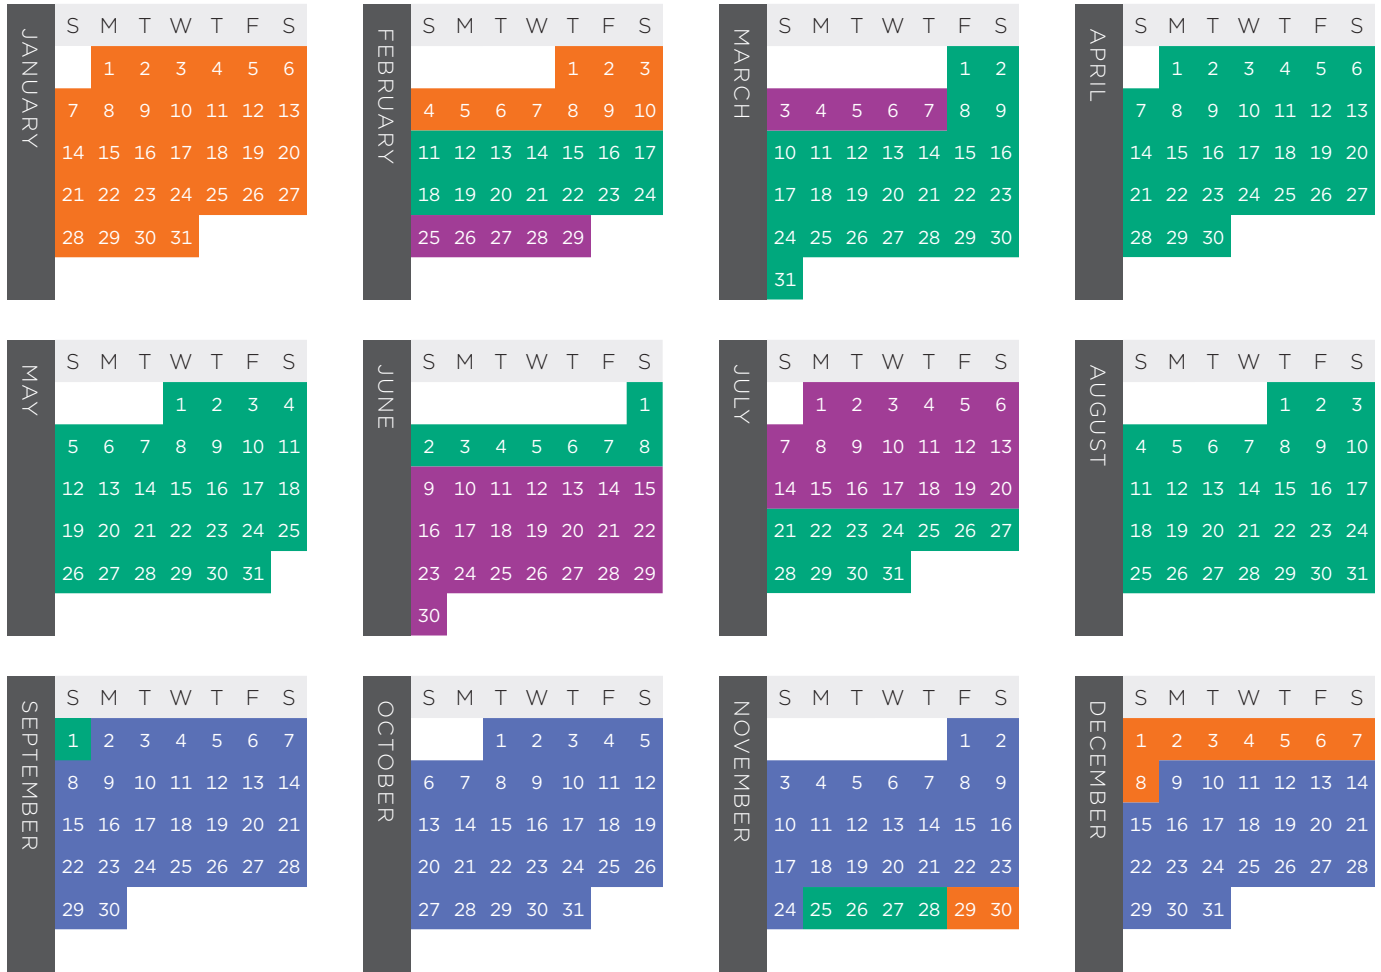 JANUARY
S M T W T F S
1 2 3 4 5 6
7 8 9 10 11 12 13
14 15 16 17 18 19 20
21 22 23 24 25 26 27
28 29 30 31
FEBRUARY
S M T W T F S
1 2 3
4 5 6 7 8 9 10
11 12 13 14 15 16 17
18 19 20 21 22 23 24
25 26 27 28 29
MARCH
S M T W T F S
1 2
3 4 5 6 7 8 9
10 11 12 13 14 15 16
17 18 19 20 21 22 23
24 25 26 27 28 29 30
31
APRIL
S M T W T F S
1 2 3 4 5 6
7 8 9 10 11 12 13
14 15 16 17 18 19 20
21 22 23 24 25 26 27
28 29 30
MAY
S M T W T F S
1 2 3 4
5 6 7 8 9 10 11
12 13 14 15 16 17 18
19 20 21 22 23 24 25
26 27 28 29 30 31
JUNE
S M T W T F S
1
2 3 4 5 6 7 8
9 10 11 12 13 14 15
16 17 18 19 20 21 22
23 24 25 26 27 28 29
30
JULY
S M T W T F S
1 2 3 4 5 6
7 8 9 10 11 12 13
14 15 16 17 18 19 20
21 22 23 24 25 26 27
28 29 30 31
AUGUST
S M T W T F S
1 2 3
4 5 6 7 8 9 10
11 12 13 14 15 16 17
18 19 20 21 22 23 24
25 26 27 28 29 30 31
SEPTEMBER
S M T W T F S
1 2 3 4 5 6 7
8 9 10 11 12 13 14
15 16 17 18 19 20 21
22 23 24 25 26 27 28
29 30
OCTOBER
S M T W T F S
1 2 3 4 5
6 7 8 9 10 11 12
13 14 15 16 17 18 19
20 21 22 23 24 25 26
27 28 29 30 31
NOVEMBER
S M T W T F S
1 2
3 4 5 6 7 8 9
10 11 12 13 14 15 16
17 18 19 20 21 22 23
24 25 26 27 28 29 30
DECEMBER
S M T W T F S
1 2 3 4 5 6 7
8 9 10 11 12 13 14
15 16 17 18 19 20 21
22 23 24 25 26 27 28
29 30 31